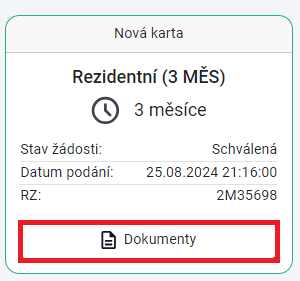 Nová karta
Rezidentní (3 MĚS)
3 měsíce
Stav žádosti: Schválená
Datum podání: 25.08.2024 21:16:00
RZ: 2M35698
Dokumenty